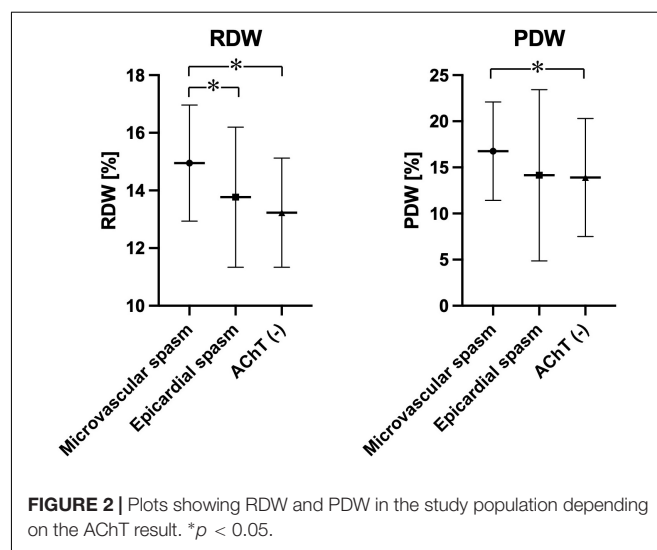 RDW
18
16
14
12
10
RDW [%]
*
*
Microvascular spasm
Epicardial spasm
AChT (-)
PDW
25
20
15
10
5
0
PDW [%]
*
Microvascular spasm
Epicardial spasm
AChT (-)
FIGURE 2 | Plots showing RDW and PDW in the study population depending
on the AChT result. *p < 0.05.